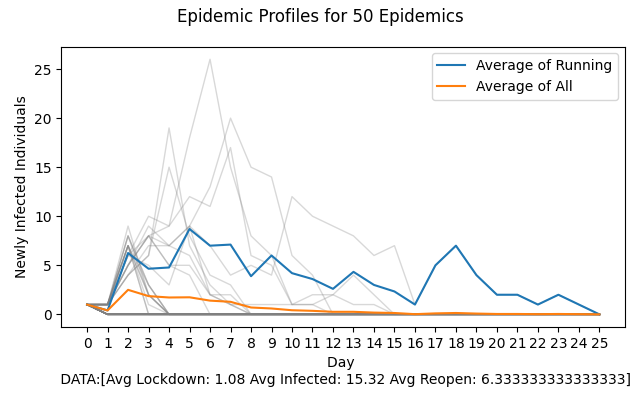 Epidemic Profiles for 50 Epidemics
Average of Running
Average of All
Newly Infected Individuals
25
20
15
10
5
0
0 1 2 3 4 5 6 7 8 9 10 11 12 13 14 15 16 17 18 19 20 21 22 23 24 25
Day
DATA:[Avg Lockdown: 1.08 Avg Infected: 15.32 Avg Reopen: 6.333333333333333]